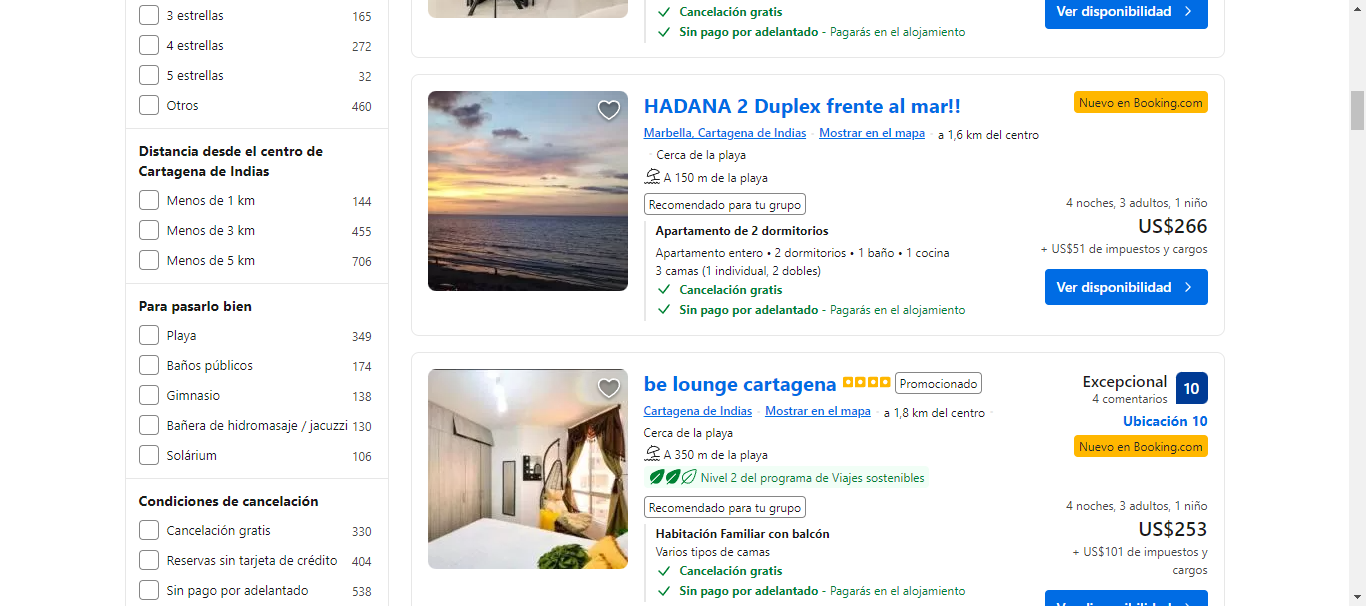 3 estrellas 165
4 estrellas 272
5 estrellas 32
Otros 460
Distancia desde el centro de
Cartagena de Indias
Menos de 1 km 144
Menos de 3 km 455
Menos de 5 km 706
Para pasarlo bien
Playa 349
Baños públicos 174
Gimnasio 138
Bañera de hidromasaje / jacuzzi 130
Solárium 106
Condiciones de cancelación
Cancelación gratis 330
Reservas sin tarjeta de crédito 404
Sin pago por adelantado 538
Cancelación gratis
Sin pago por adelantado - Pagarás en el alojamiento
Ver disponibilidad
HADANA 2 Duplex frente al mar!!
Nuevo en Booking.com
Marbella, Cartagena de Indias · Mostrar en el mapa · a 1,6 km del centro
· Cerca de la playa
A 150 m de la playa
Recomendado para tu grupo
Apartamento de 2 dormitorios
Apartamento entero • 2 dormitorios • 1 baño • 1 cocina
3 camas (1 individual, 2 dobles)
Cancelación gratis
Sin pago por adelantado - Pagarás en el alojamiento
4 noches, 3 adultos, 1 niño
US$266
+ US$51 de impuestos y cargos
Ver disponibilidad
be lounge cartagena Promocionado
Excepcional 10
4 comentarios
Ubicación 10
Nuevo en Booking.com
Cartagena de Indias · Mostrar en el mapa · a 1,8 km del centro ·
Cerca de la playa
A 350 m de la playa
Nivel 2 del programa de Viajes sostenibles
Recomendado para tu grupo
Habitación Familiar con balcón
Varios tipos de camas
Cancelación gratis
Sin pago por adelantado - Pagarás en el alojamiento
4 noches, 3 adultos, 1 niño
US$253
+ US$101 de impuestos y
cargos
Ver disponibilidad